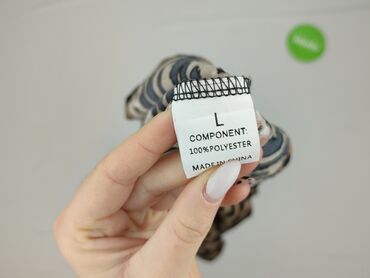 L
COMPONENT:
100%POLYESTER
MADE IN CHINA